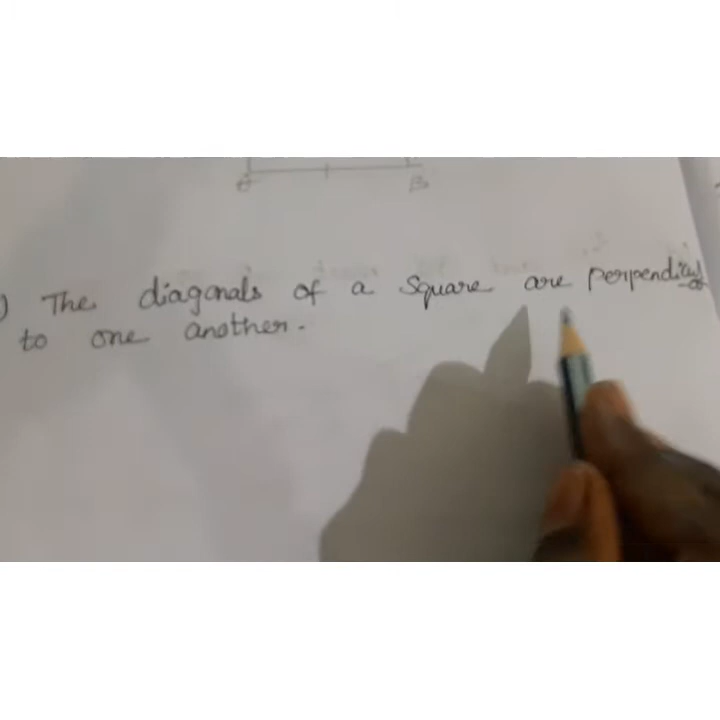 B
) The diagonals of a Square are perpendicular
to one another.